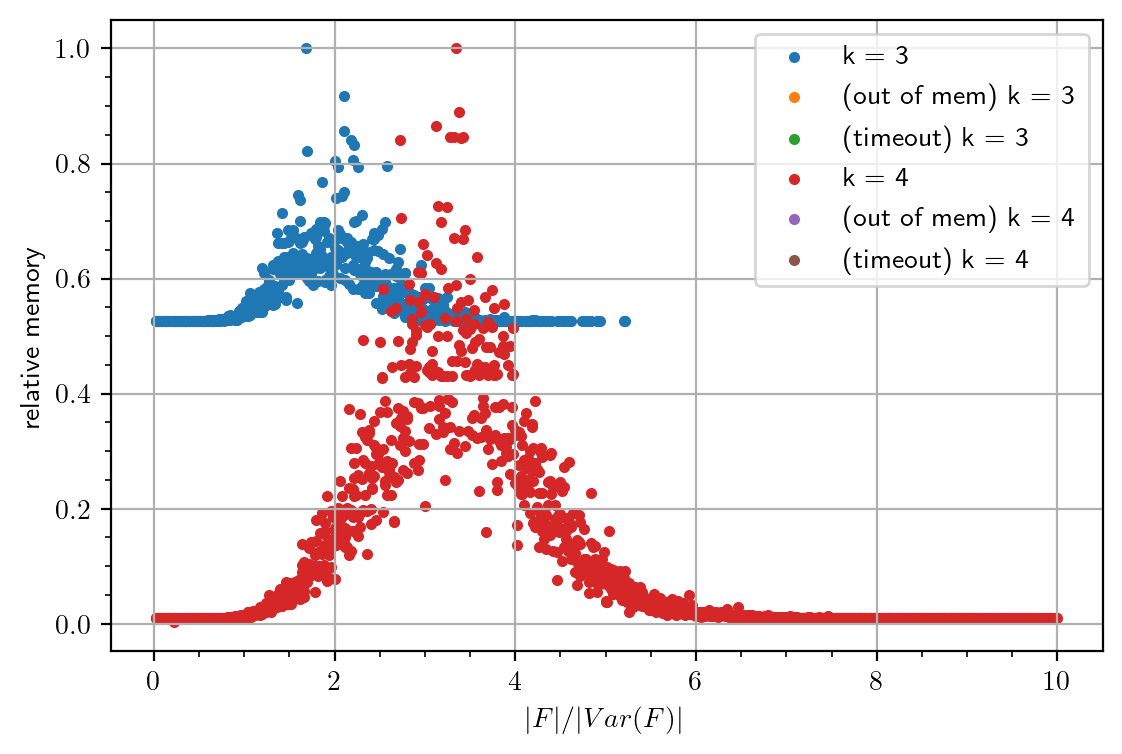 relative memory
1.0
0.8
0.6
0.4
0.2
0.0
k = 3
(out of mem) k = 3
(timeout) k = 3
k = 4
(out of mem) k = 4
(timeout) k = 4
0 2 4 6 8 10
|F|/|Var(F)|